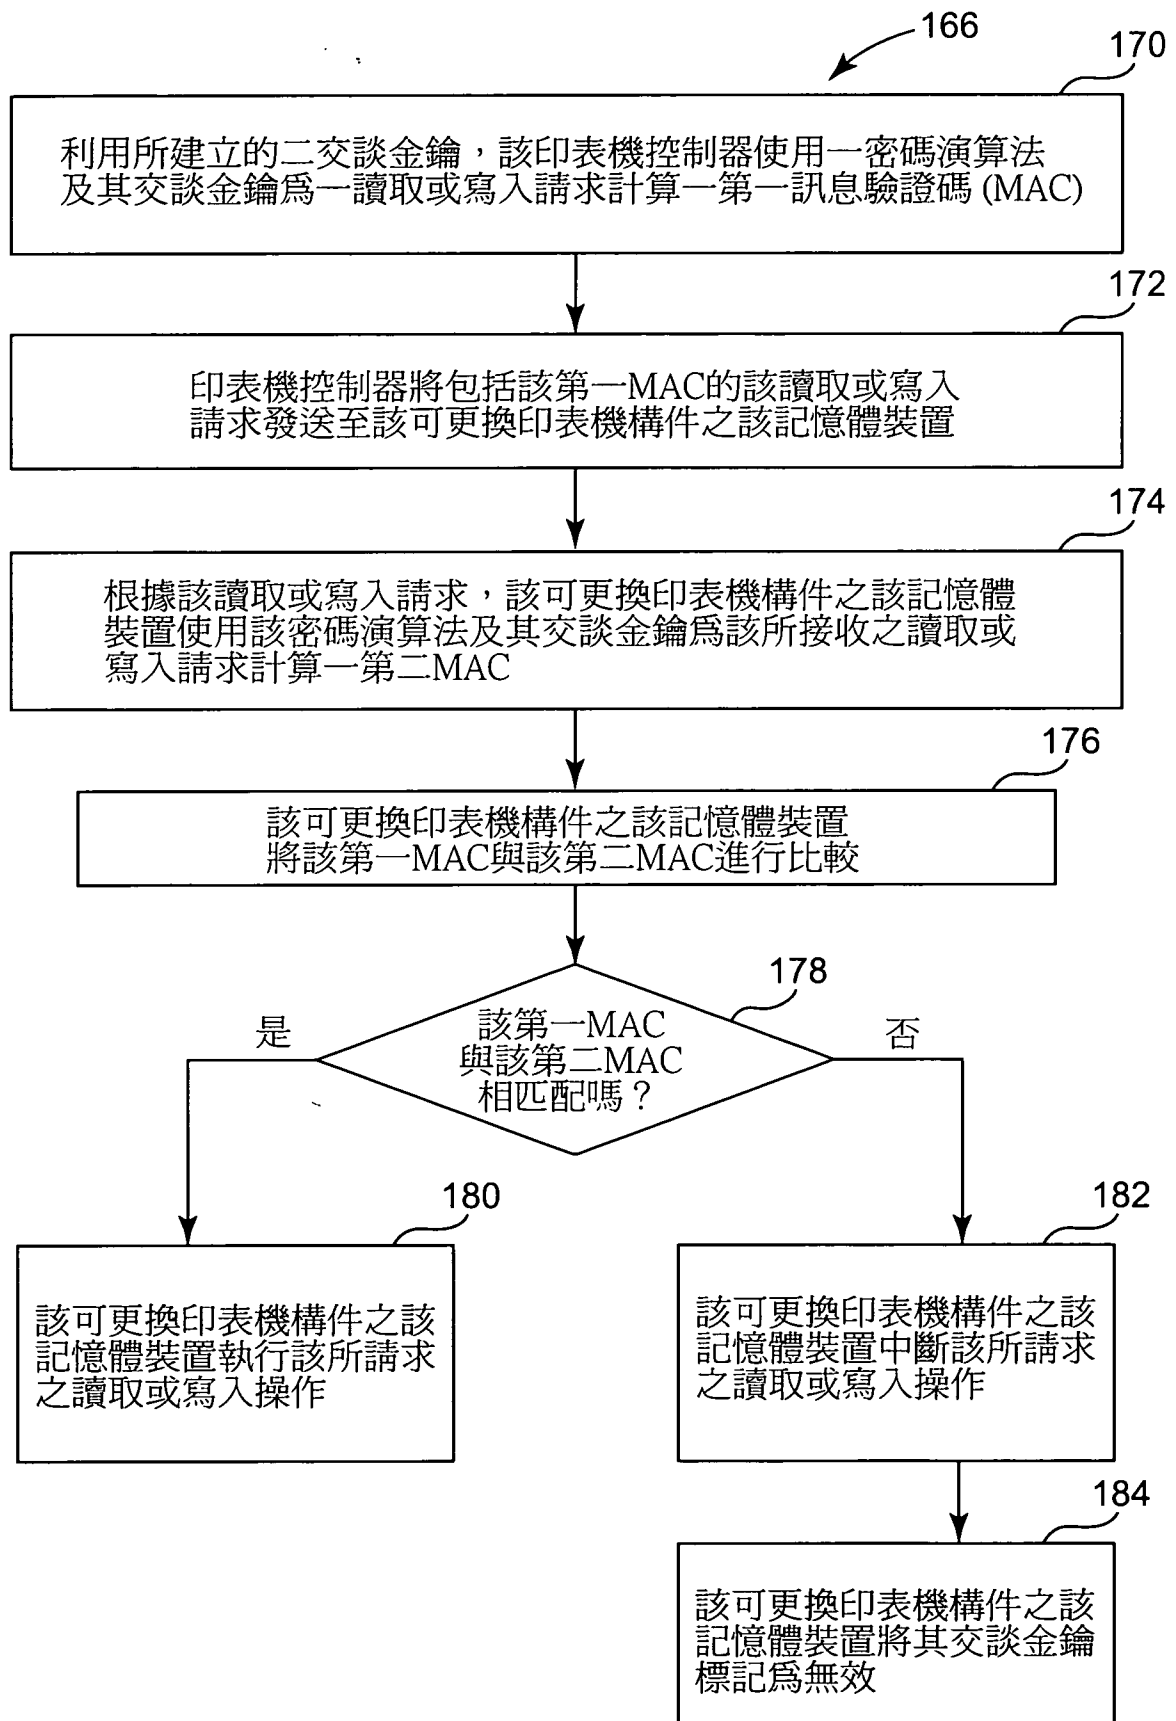 166
170
利用所建立的二交談金鑰,該印表機控制器使用一密碼演算法
及其交談金鑰爲一讀取或寫入請求計算一第一訊息驗證碼 (MAC)
172
印表機控制器將包括該第一MAC的該讀取或寫入
請求發送至該可更換印表機構件之該記憶體裝置
174
根據該讀取或寫入請求,該可更換印表機構件之該記憶體
裝置使用該密碼演算法及其交談金鑰爲該所接收之讀取或
寫入請求計算一第二MAC
176
該可更換印表機構件之該記憶體裝置
將該第一MAC與該第二MAC進行比較
178
該第一MAC
與該第二MAC
相匹配嗎?
是
否
180
該可更換印表機構件之該
記憶體裝置執行該所請求
之讀取或寫入操作
182
該可更換印表機構件之該
記憶體裝置中斷該所請求
之讀取或寫入操作
184
該可更換印表機構件之該
記憶體裝置將其交談金鑰
標記爲無效